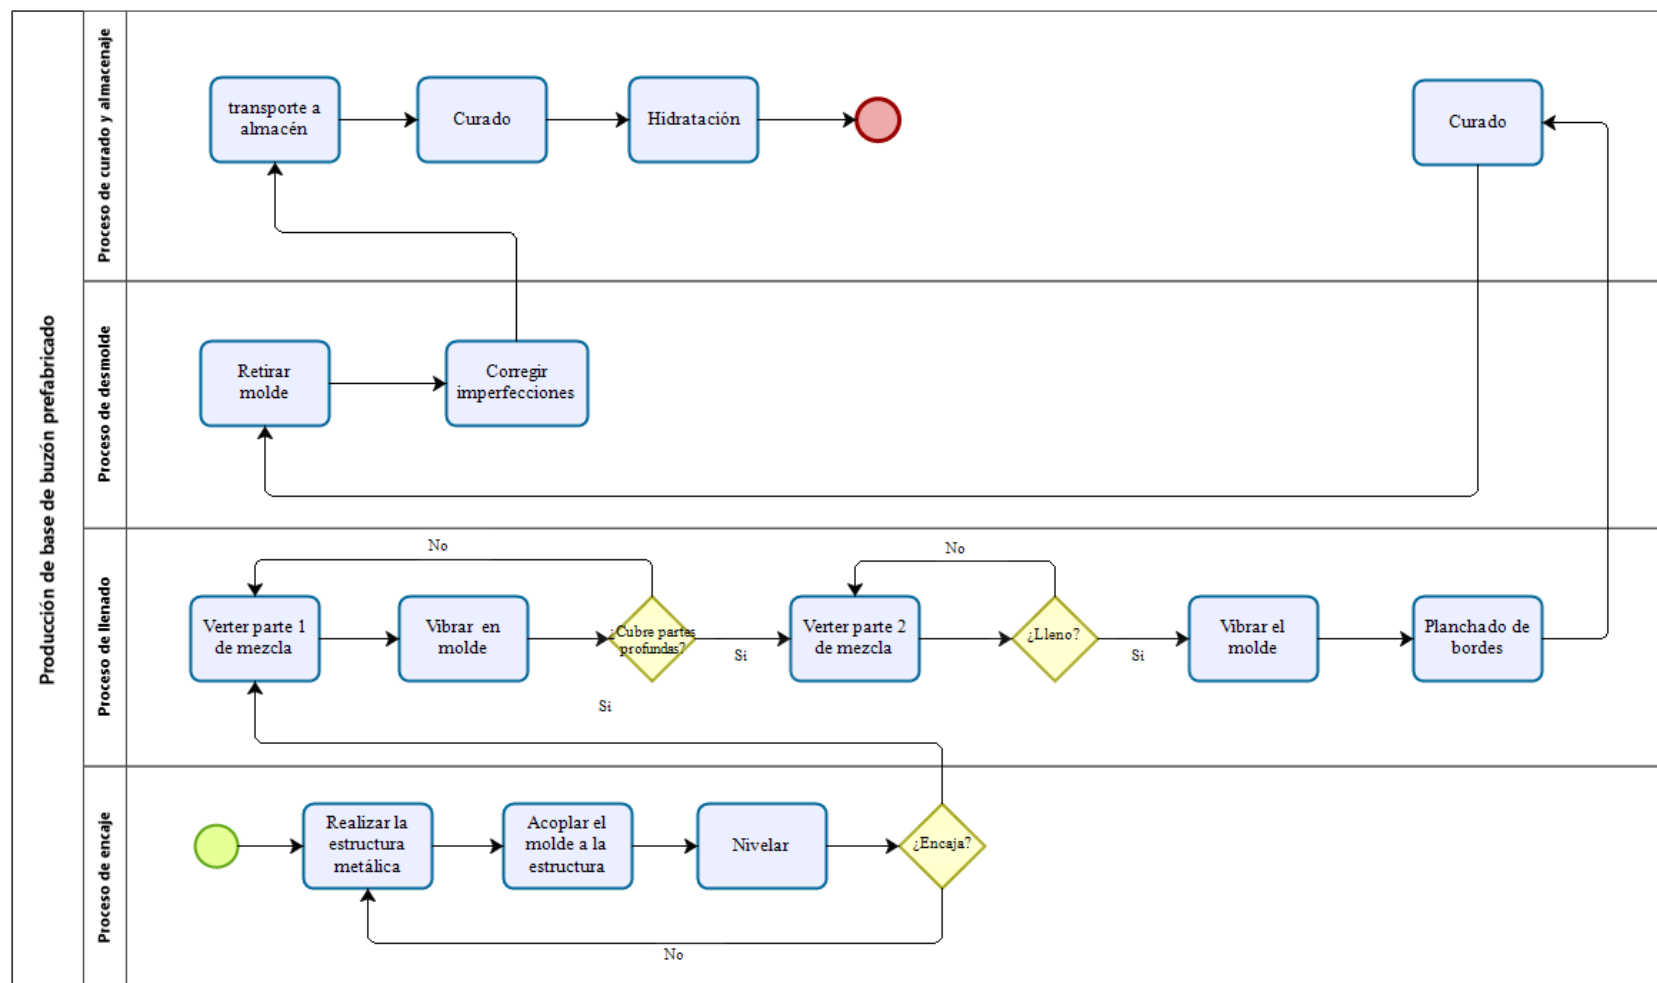 Producción de base de buzón prefabricado
Proceso de curado y almacenaje
transporte a
almacén
Curado
Hidratación
Curado
Proceso de desmolde
Retirar
molde
Corregir
imperfecciones
Proceso de llenado
No
No
Verter parte 1
de mezcla
Vibrar en
molde
¿Cubre partes
profundas?
Si
Verter parte 2
de mezcla
¿Lleno?
Si
Vibrar el
molde
Planchado de
bordes
Si
Proceso de encaje
Realizar la
estructura
metálica
Acoplar el
molde a la
estructura
Nivelar
¿Encaja?
No